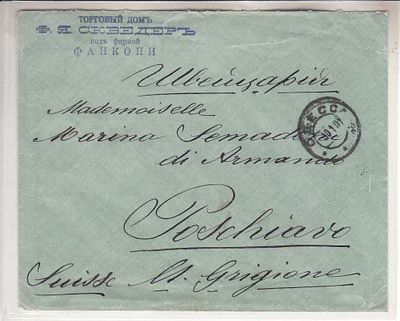 ТОРГОВЫЙ ДОМЪ
Ф. Я. СКВЕДЕРЪ
подъ фирмой
ФАНКОНИ
Швейцарія
Mademoiselle
Marina Semadeni
di Armando
Poschiavo
Suisse Ct. Grigione
ОДЕССА